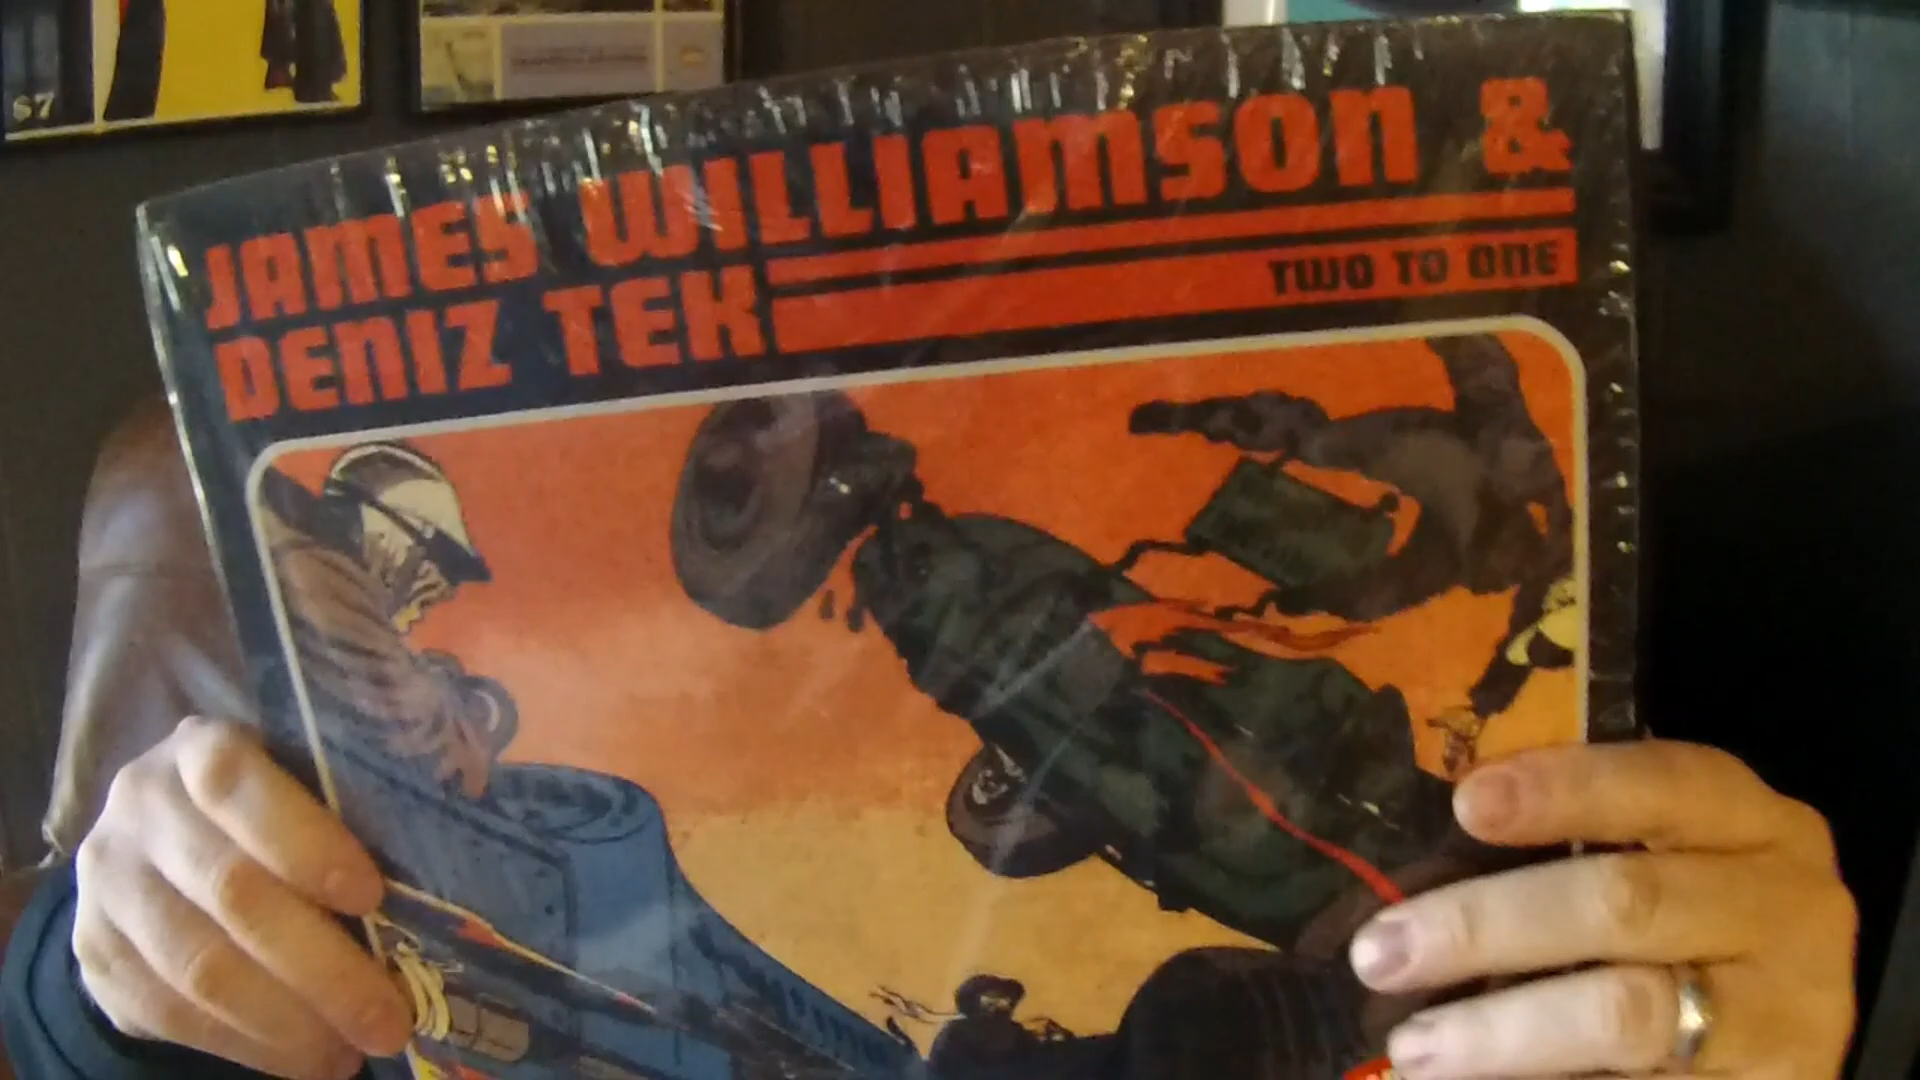 $7
JAMES WILLIAMSON &
DENIZ TEK
TWO TO ONE